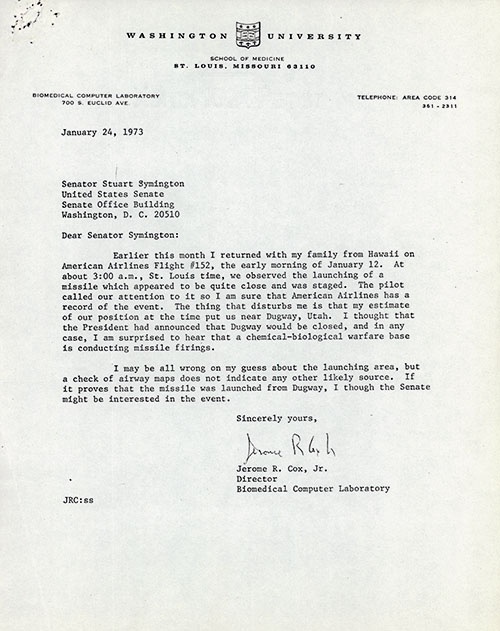 WASHINGTON UNIVERSITY
SCHOOL OF MEDICINE
ST. LOUIS, MISSOURI 63110
BIOMEDICAL COMPUTER LABORATORY
700 S. EUCLID AVE.
TELEPHONE: AREA CODE 314
361 - 2311
January 24, 1973
Senator Stuart Symington
United States Senate
Senate Office Building
Washington, D. C. 20510
Dear Senator Symington:
Earlier this month I returned with my family from Hawaii on
American Airlines Flight #152, the early morning of January 12. At
about 3:00 a.m., St. Louis time, we observed the launching of a
missile which appeared to be quite close and was staged. The pilot
called our attention to it so I am sure that American Airlines has a
record of the event. The thing that disturbs me is that my estimate
of our position at the time put us near Dugway, Utah. I thought that
the President had announced that Dugway would be closed, and in any
case, I am surprised to hear that a chemical-biological warfare base
is conducting missile firings.
I may be all wrong on my guess about the launching area, but
a check of airway maps does not indicate any other likely source. If
it proves that the missile was launched from Dugway, I though the Senate
might be interested in the event.
Sincerely yours,
Jerome R Cox Jr
Jerome R. Cox, Jr.
Director
Biomedical Computer Laboratory
JRC:ss